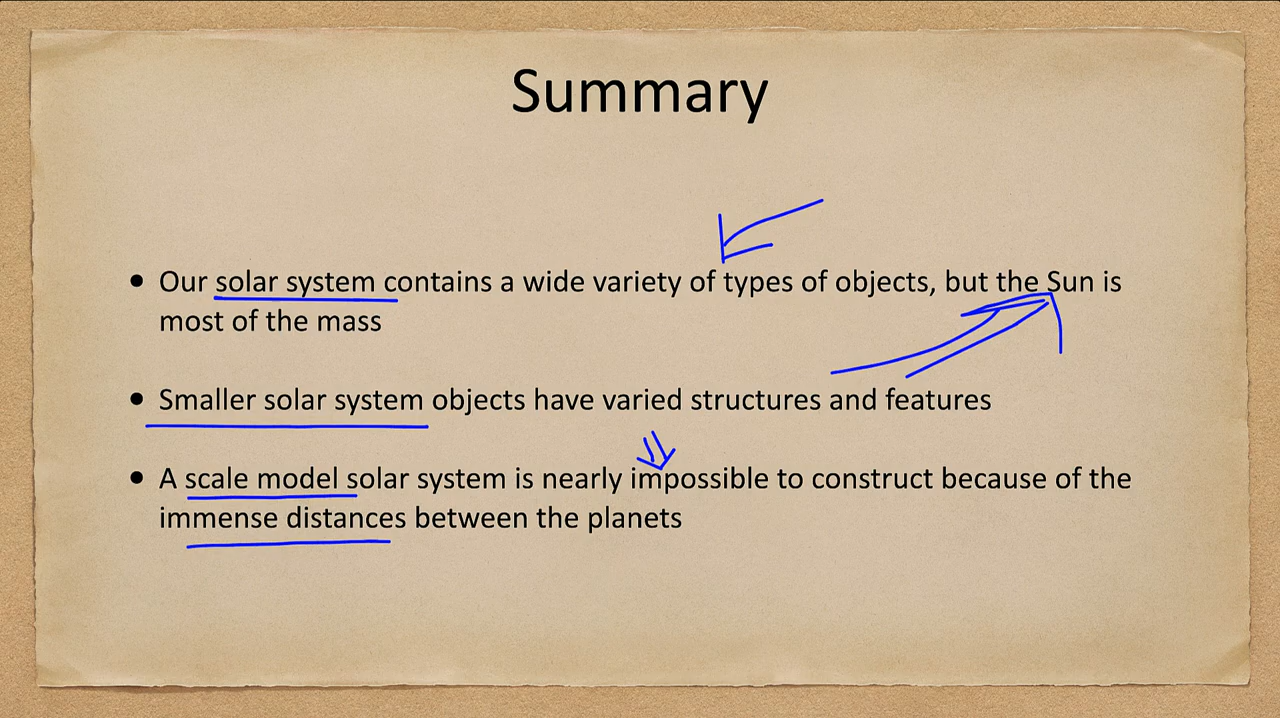 Summary
• Our solar system contains a wide variety of types of objects, but the Sun is
most of the mass
• Smaller solar system objects have varied structures and features
• A scale model solar system is nearly impossible to construct because of the
immense distances between the planets